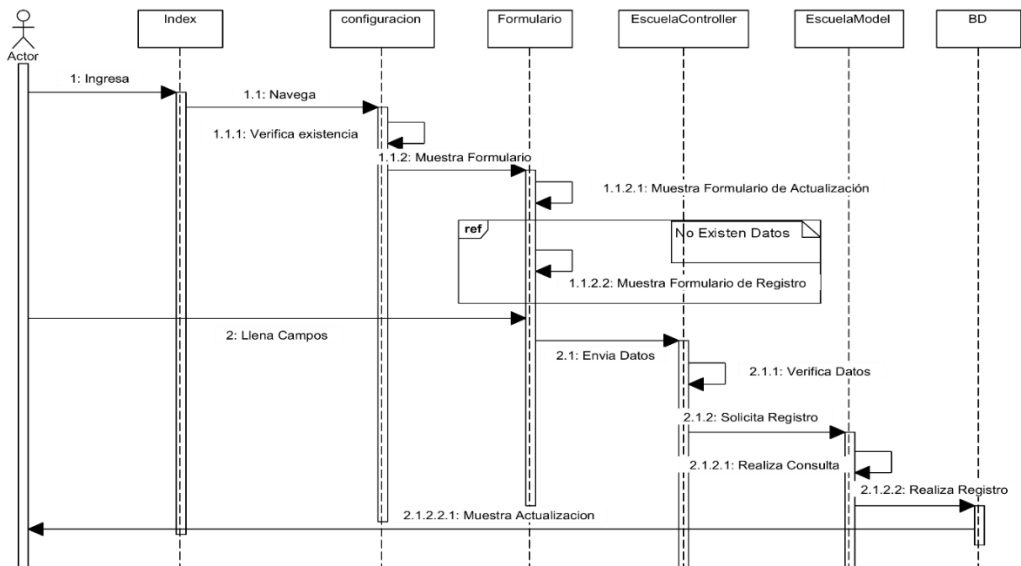 Index
configuracion
Formulario
EscuelaController
EscuelaModel
BD
Actor
1: Ingresa
1.1: Navega
1.1.1: Verifica existencia
1.1.2: Muestra Formulario
1.1.2.1: Muestra Formulario de Actualización
ref
No Existen Datos
1.1.2.2: Muestra Formulario de Registro
2: Llena Campos
2.1: Envia Datos
2.1.1: Verifica Datos
2.1.2: Solicita Registro
2.1.2.1: Realiza Consulta
2.1.2.2: Realiza Registro
2.1.2.2.1: Muestra Actualizacion